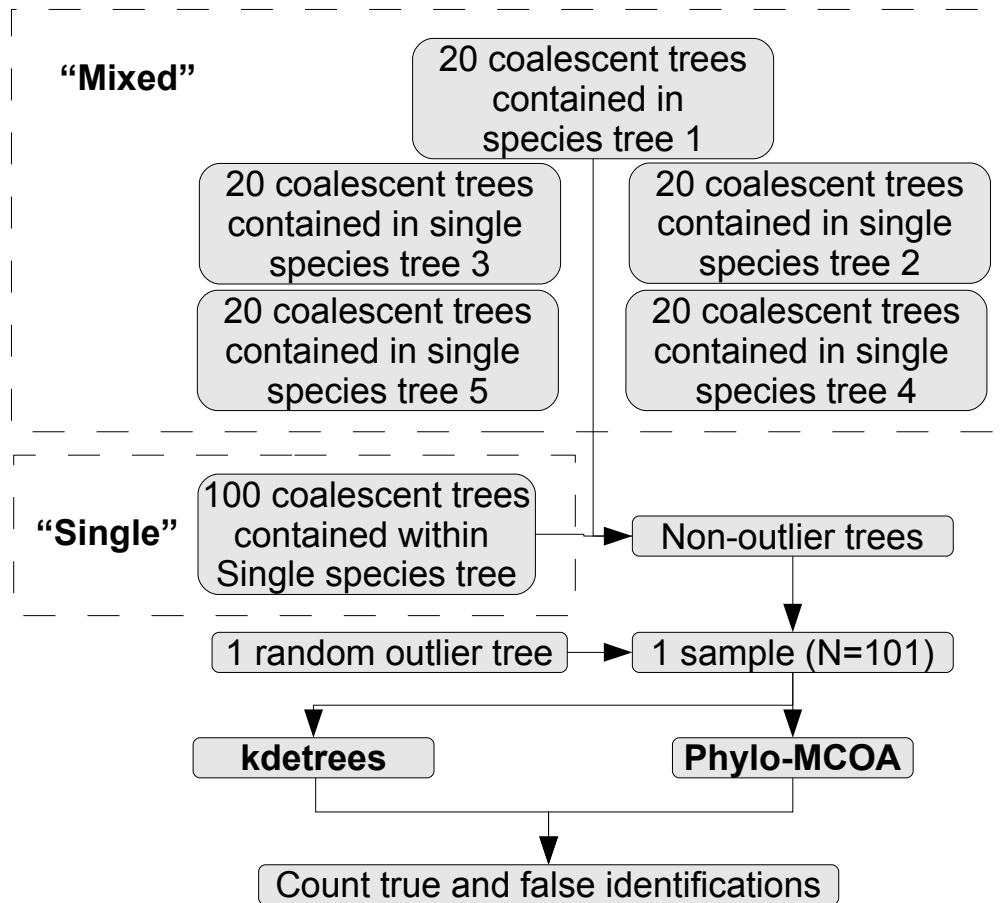 “Mixed”
20 coalescent trees
contained in
species tree 1
20 coalescent trees
contained in single
species tree 3
20 coalescent trees
contained in single
species tree 2
20 coalescent trees
contained in single
species tree 5
20 coalescent trees
contained in single
species tree 4
“Single”
100 coalescent trees
contained within
Single species tree
Non-outlier trees
1 random outlier tree
1 sample (N=101)
kdetrees
Phylo-MCOA
Count true and false identifications